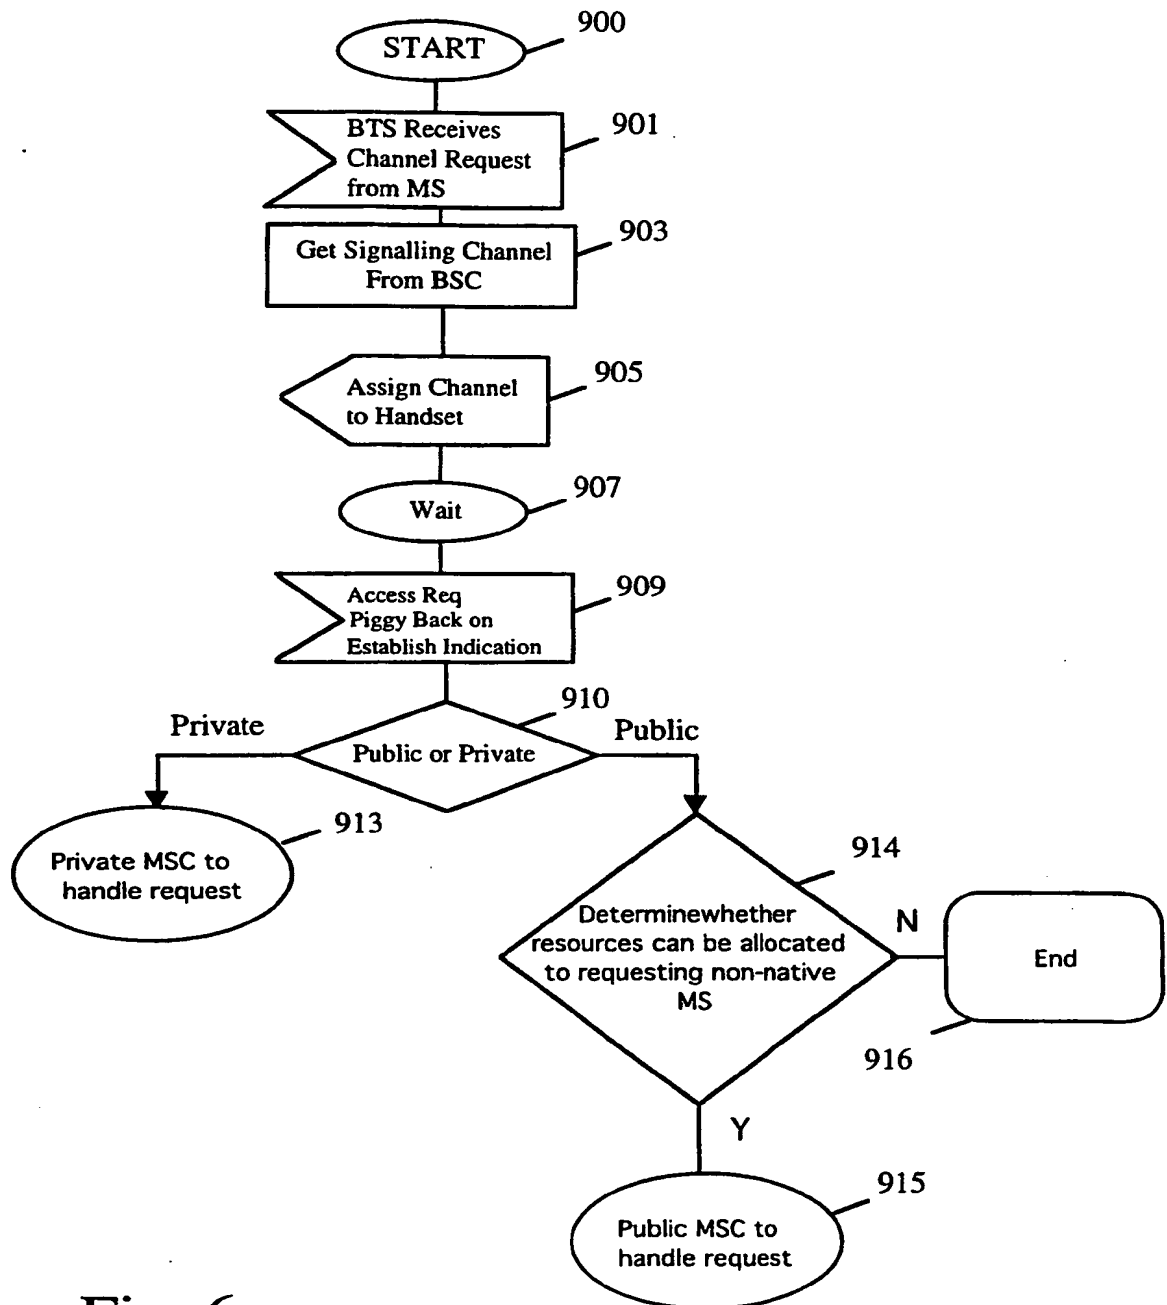 START
900
BTS Receives
Channel Request
from MS
901
Get Signalling Channel
From BSC
903
Assign Channel
to Handset
905
Wait
907
Access Req
Piggy Back on
Establish Indication
909
910
Private
Public or Private
Public
913
Private MSC to
handle request
914
Determinewhether
resources can be allocated
to requesting non-native
MS
N
End
916
Y
915
Public MSC to
handle request
Fig. 6